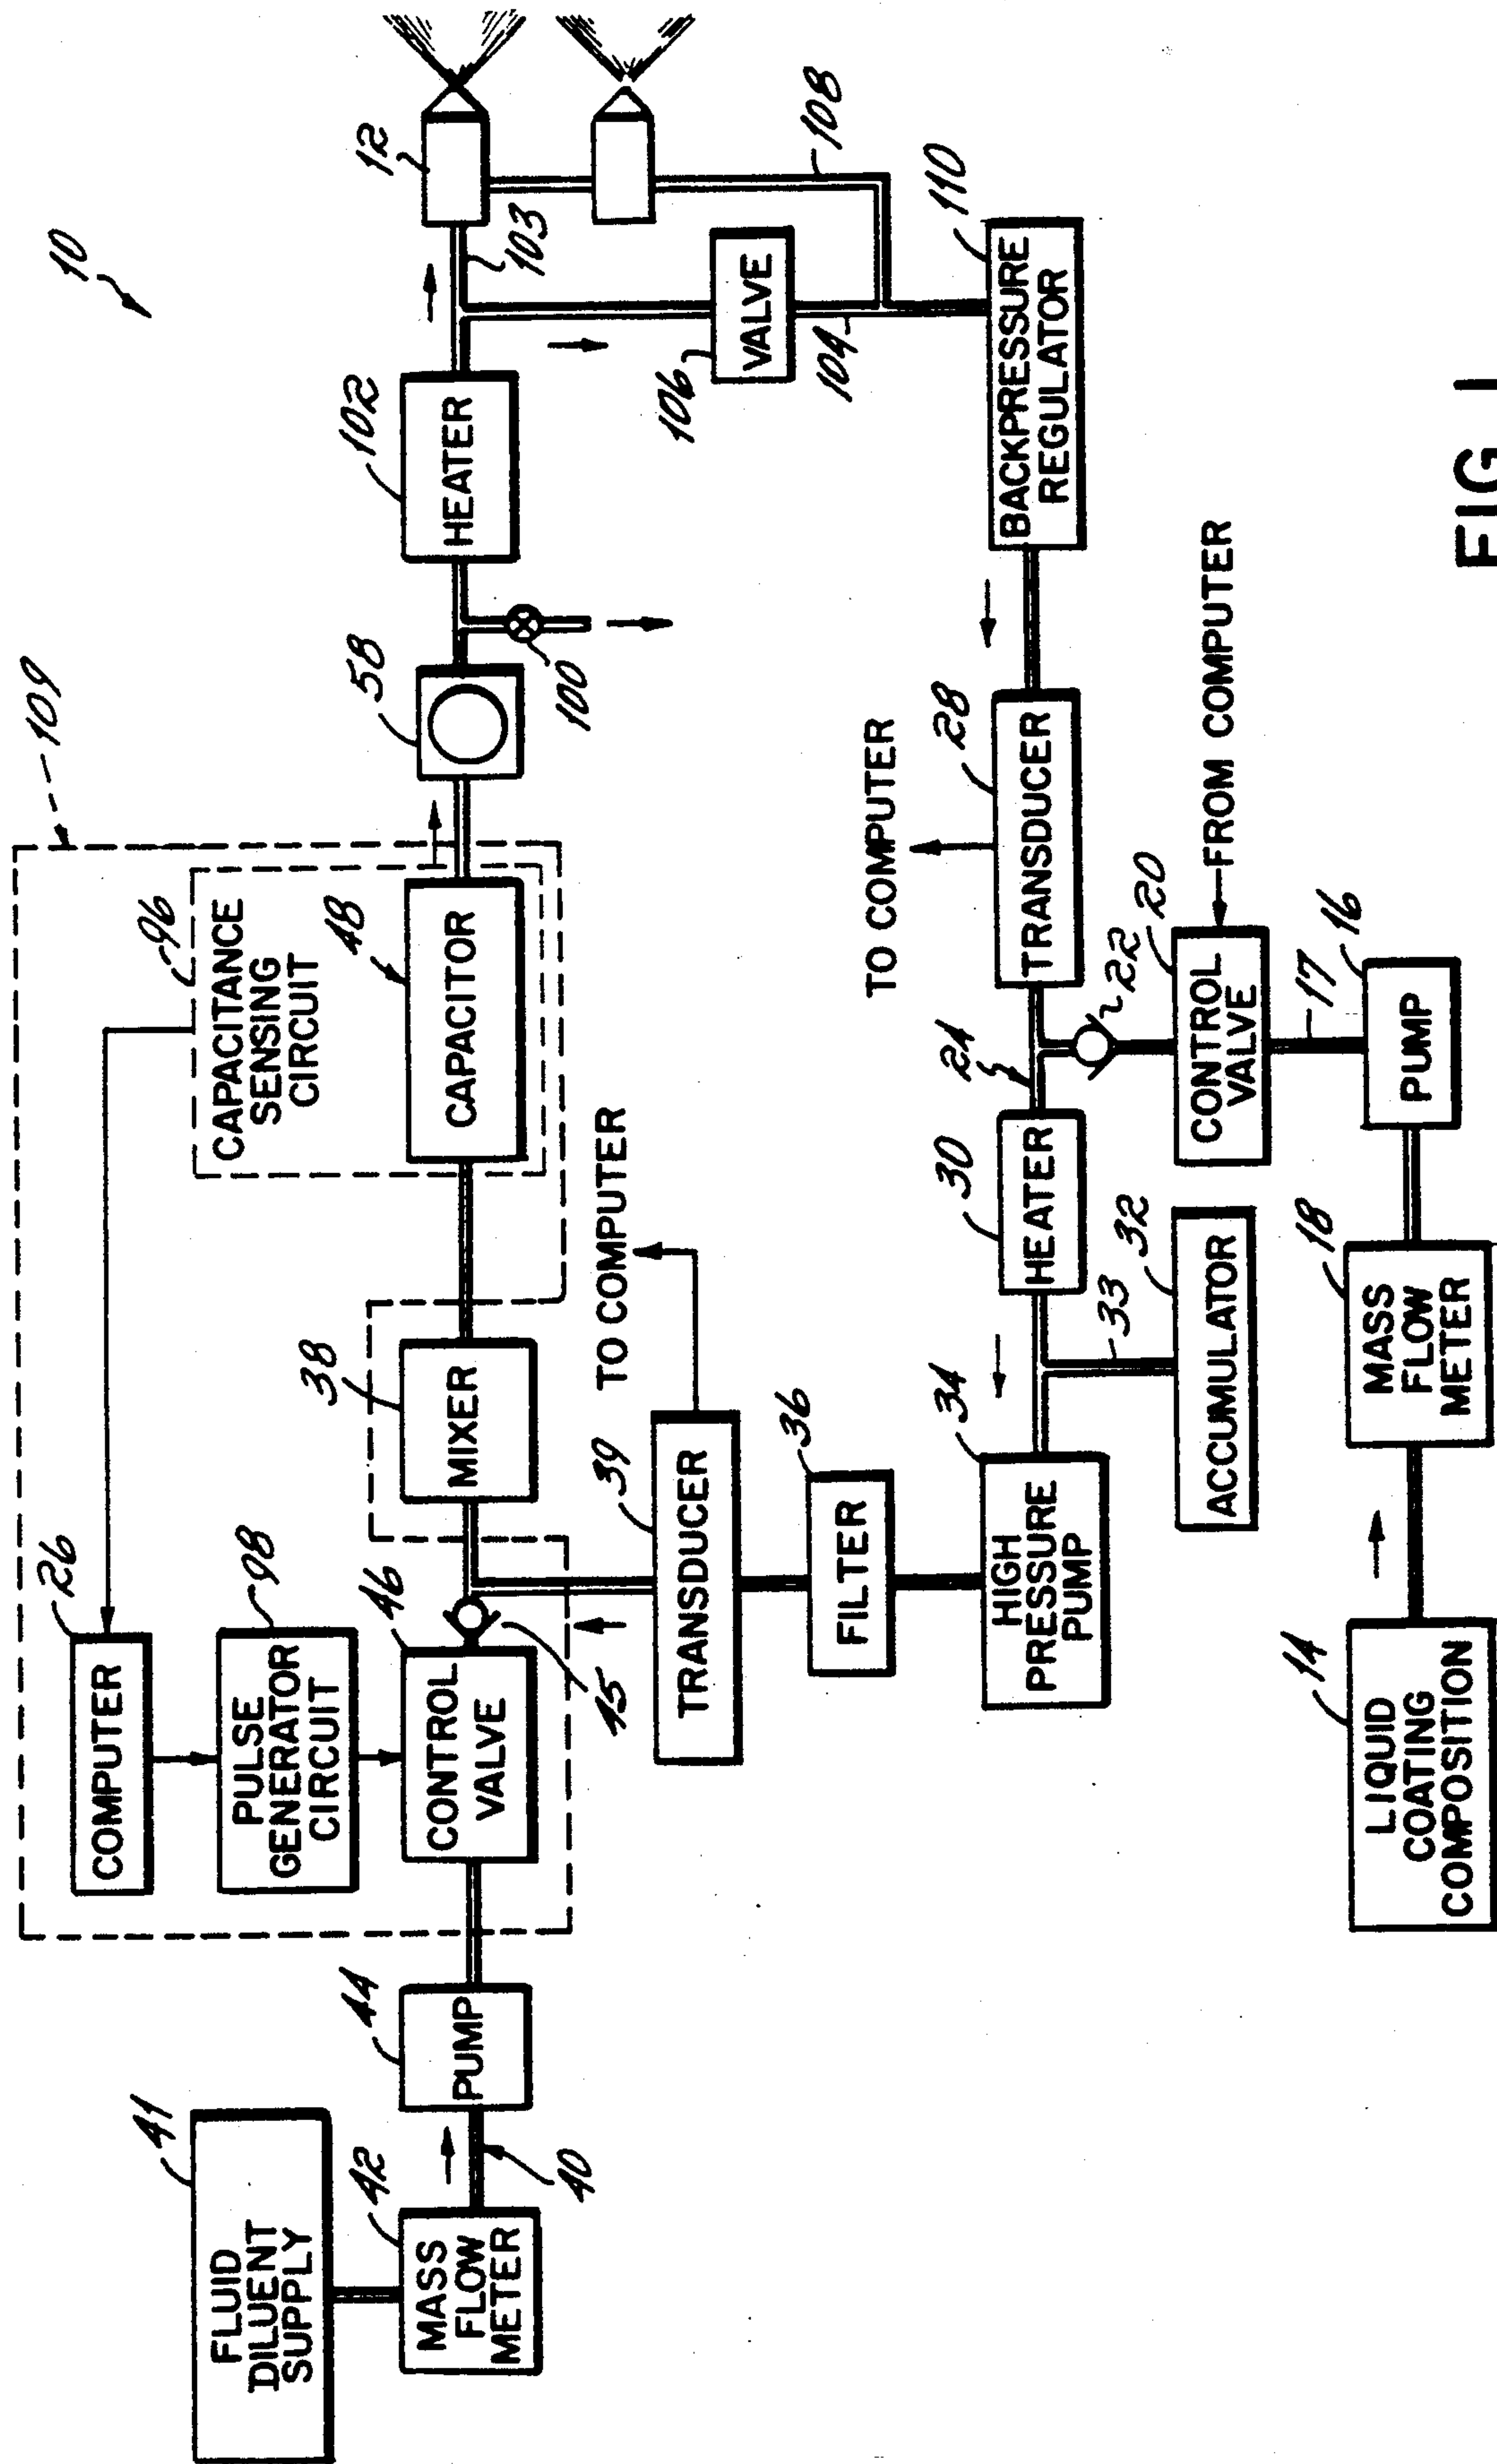 10
109
96
CAPACITANCE
SENSING
CIRCUIT
26
COMPUTER
98
PULSE
GENERATOR
CIRCUIT
41
FLUID
DILUENT
SUPPLY
42
MASS
FLOW
METER
40
44
PUMP
46
CONTROL
VALVE
45
38
MIXER
48
CAPACITOR
58
100
102
HEATER
103
12
106
VALVE
104
108
110
BACKPRESSURE
REGULATOR
TO COMPUTER
28
TRANSDUCER
24
22
FROM COMPUTER
20
CONTROL
VALVE
17
16
PUMP
18
MASS
FLOW
METER
14
LIQUID
COATING
COMPOSITION
30
HEATER
33
32
ACCUMULATOR
34
HIGH
PRESSURE
PUMP
36
FILTER
39
TRANSDUCER
TO COMPUTER
FIG. 1